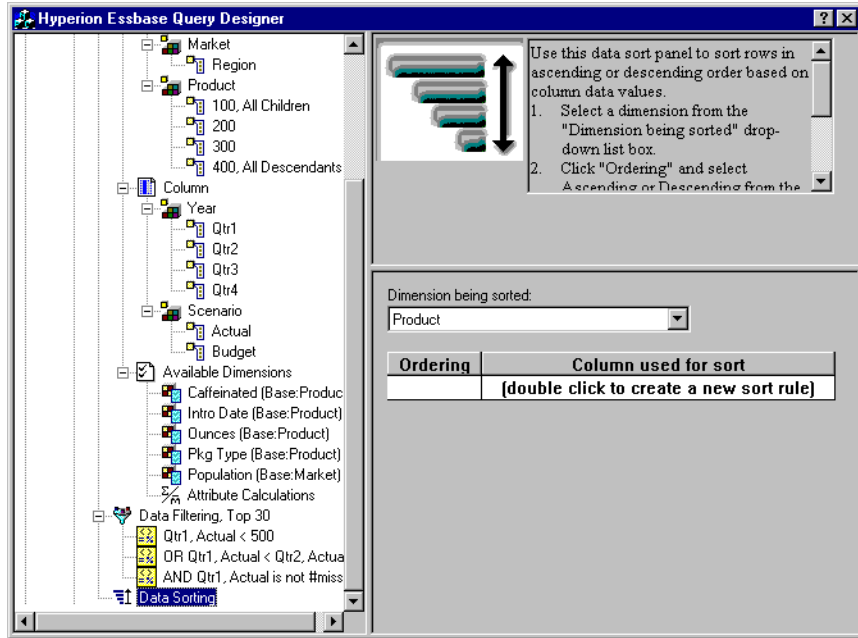 Hyperion Essbase Query Designer
Market
Region
Product
100, All Children
200
300
400, All Descendants
Column
Year
Qtr1
Qtr2
Qtr3
Qtr4
Scenario
Actual
Budget
Available Dimensions
Caffeinated (Base:Produc
Intro Date (Base:Product)
Ounces (Base:Product)
Pkg Type (Base:Product)
Population (Base:Market)
Attribute Calculations
Data Filtering, Top 30
Qtr1, Actual < 500
OR Qtr1, Actual < Qtr2, Actua
AND Qtr1, Actual is not #miss
Data Sorting
Use this data sort panel to sort rows in
ascending or descending order based on
column data values.
1. Select a dimension from the
"Dimension being sorted" drop-
down list box.
2. Click "Ordering" and select
Ascending or Descending from the
Dimension being sorted:
Product
Ordering Column used for sort
(double click to create a new sort rule)